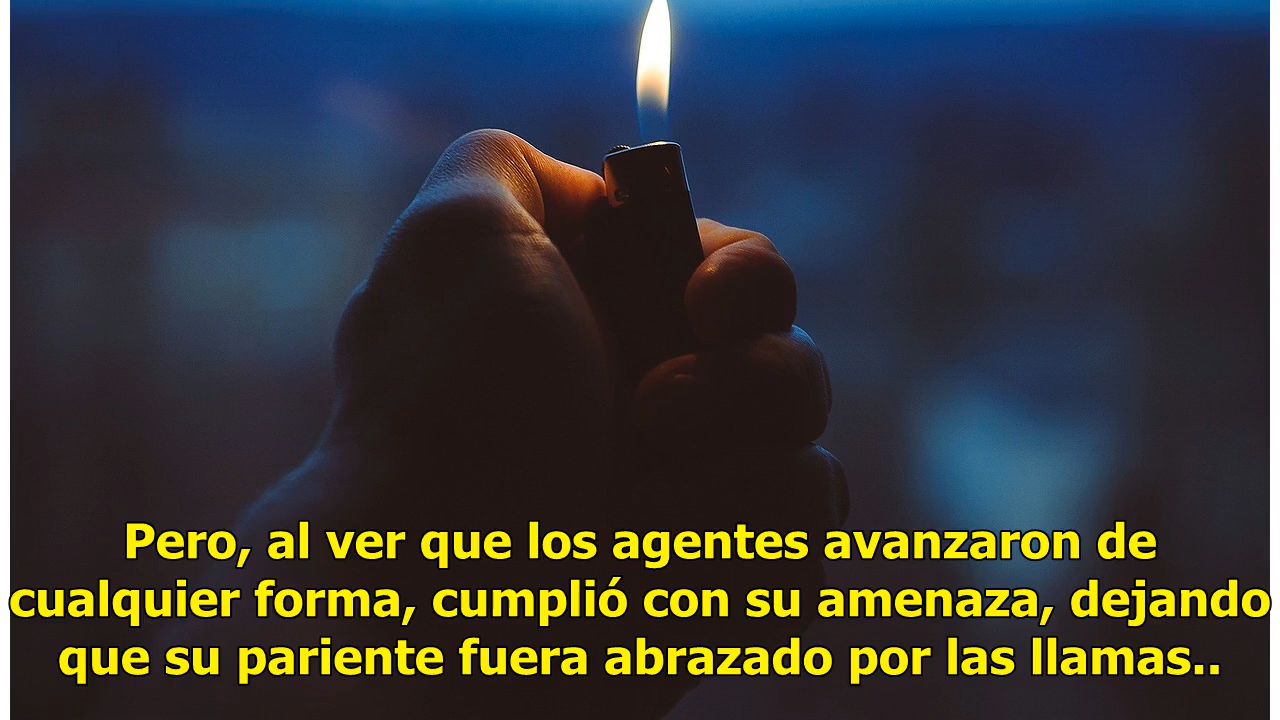 Pero, al ver que los agentes avanzaron de
cualquier forma, cumplió con su amenaza, dejando
que su pariente fuera abrazado por las llamas..